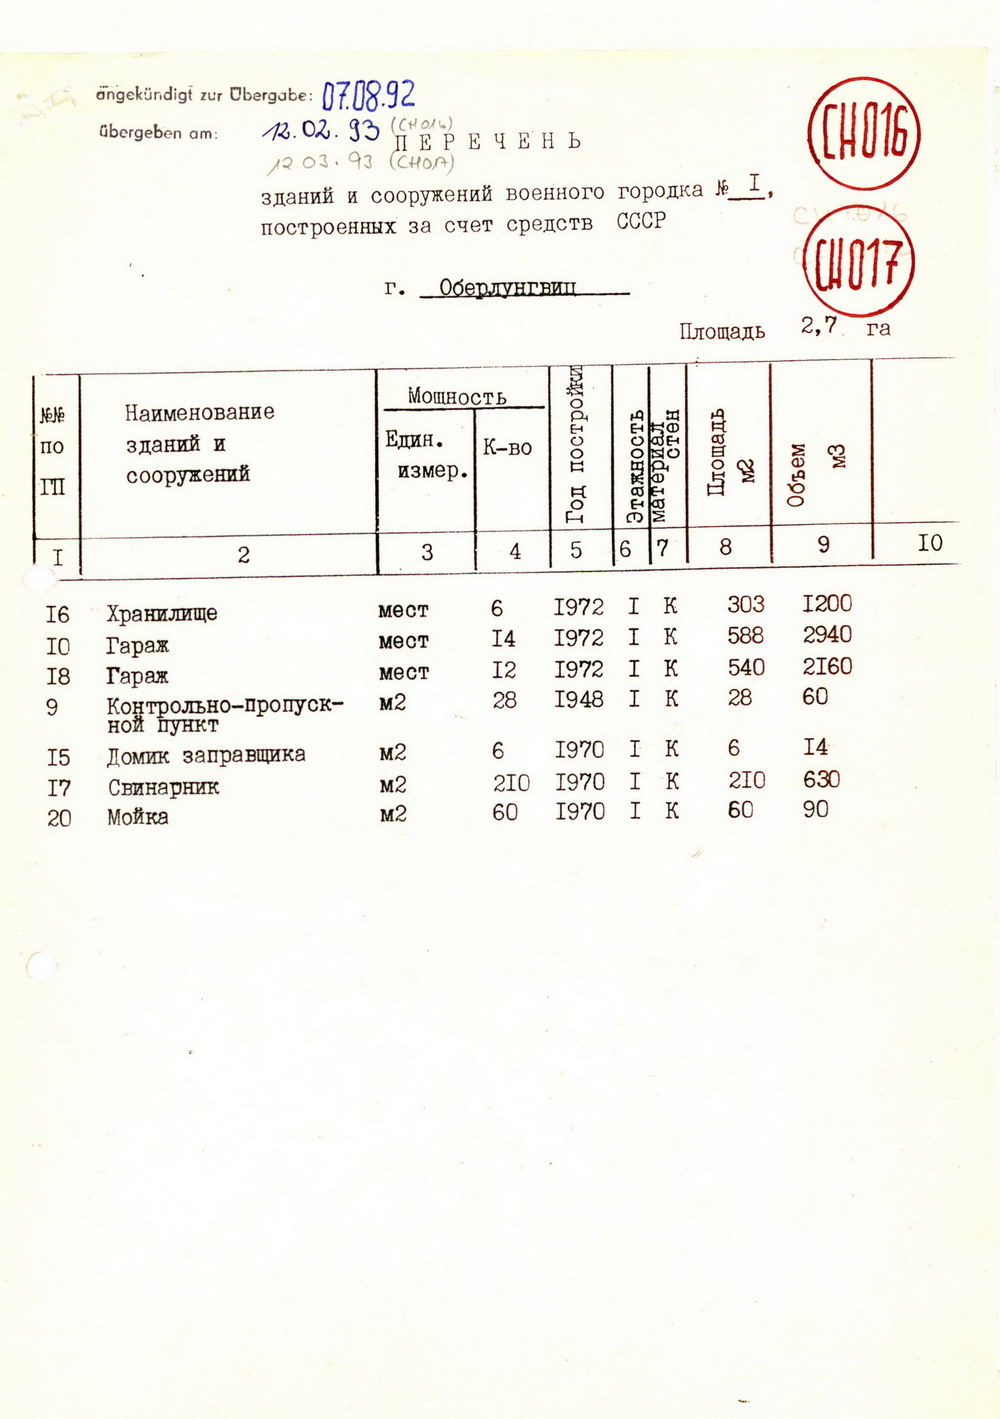 angekündigt zur Übergabe: 07.08.92
übergeben am: 12.02.93 (CH016)
12 03.93 (CH017)
CH016
CH017
ПЕРЕЧЕНЬ
зданий и сооружений военного городка № I,
построенных за счет средств СССР
г. Оберлунгвиц
Площадь 2,7 га
№№ по ГП
Наименование зданий и сооружений
Мощность
Един. измер.
К-во
Год постройки
Этажность
материал стен
Площадь м2
Объем м3
I 2 3 4 5 6 7 8 9 IO
I6 Хранилище мест 6 I972 I К 303 I200
IO Гараж мест I4 I972 I К 588 2940
I8 Гараж мест I2 I972 I К 540 2I60
9 Контрольно-пропуск- м2 28 I948 I К 28 60
ной пункт
I5 Домик заправщика м2 6 I970 I К 6 I4
I7 Свинарник м2 2IO I970 I К 2IO 630
20 Мойка м2 60 I970 I К 60 90